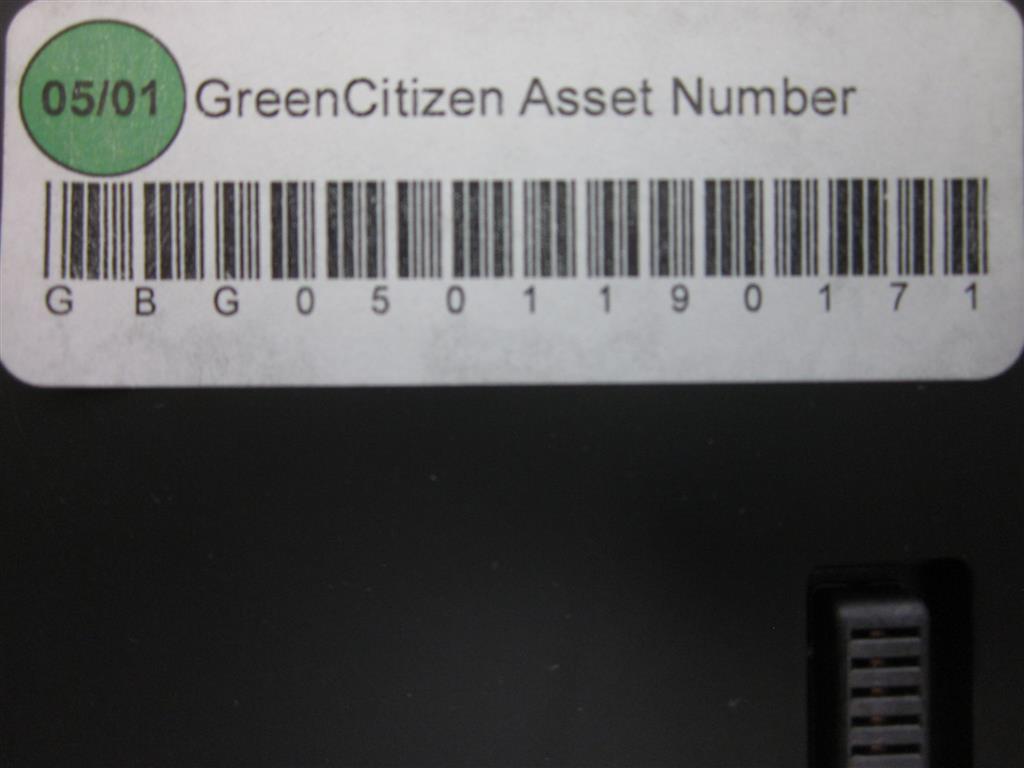 05/01 GreenCitizen Asset Number
G B G 0 5 0 1 1 9 0 1 7 1